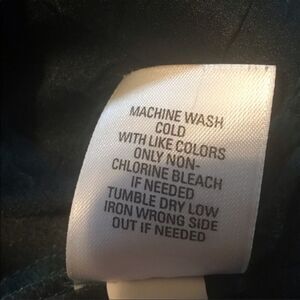 MACHINE WASH
COLD
WITH LIKE COLORS
ONLY NON-
CHLORINE BLEACH
IF NEEDED
TUMBLE DRY LOW
IRON WRONG SIDE
OUT IF NEEDED